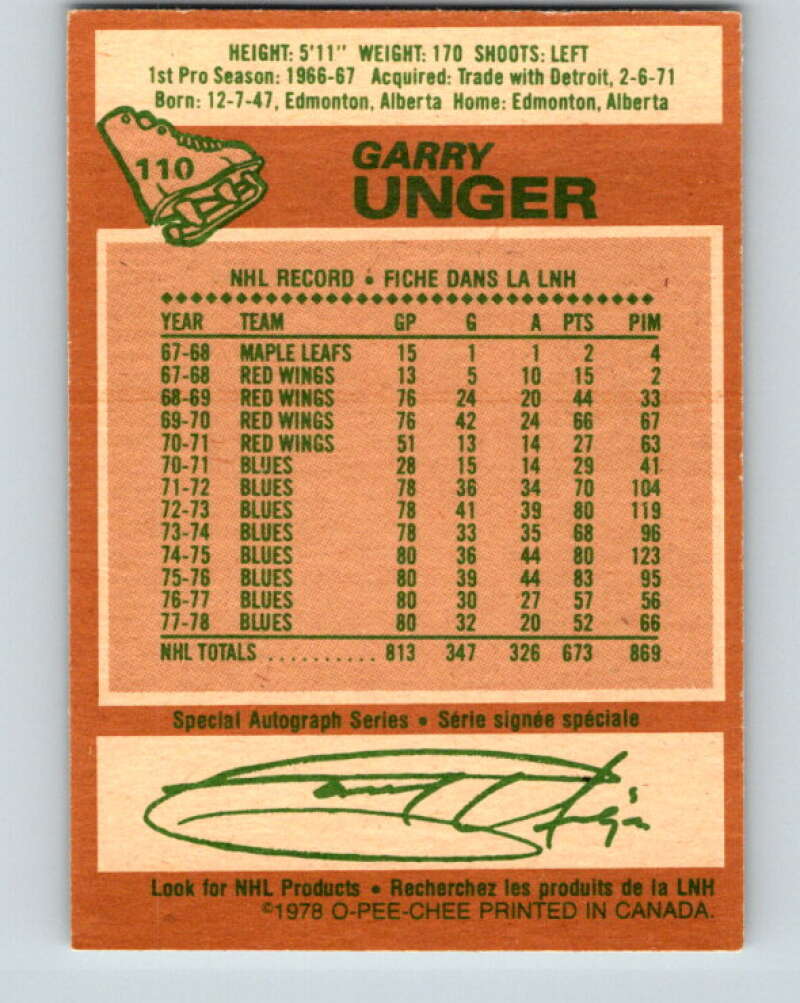 HEIGHT: 5'11" WEIGHT: 170 SHOOTS: LEFT
1st Pro Season: 1966-67 Acquired: Trade with Detroit, 2-6-71
Born: 12-7-47, Edmonton, Alberta Home: Edmonton, Alberta
110
GARRY
UNGER
NHL RECORD • FICHE DANS LA LNH
YEAR TEAM GP G A PTS PIM
67-68 MAPLE LEAFS 15 1 1 2 4
67-68 RED WINGS 13 5 10 15 2
68-69 RED WINGS 76 24 20 44 33
69-70 RED WINGS 76 42 24 66 67
70-71 RED WINGS 51 13 14 27 63
70-71 BLUES 28 15 14 29 41
71-72 BLUES 78 36 34 70 104
72-73 BLUES 78 41 39 80 119
73-74 BLUES 78 33 35 68 96
74-75 BLUES 80 36 44 80 123
75-76 BLUES 80 39 44 83 95
76-77 BLUES 80 30 27 57 56
77-78 BLUES 80 32 20 52 66
NHL TOTALS .......... 813 347 326 673 869
Special Autograph Series • Série signée spéciale
Look for NHL Products • Recherchez les produits de la LNH
©1978 O-PEE-CHEE PRINTED IN CANADA.